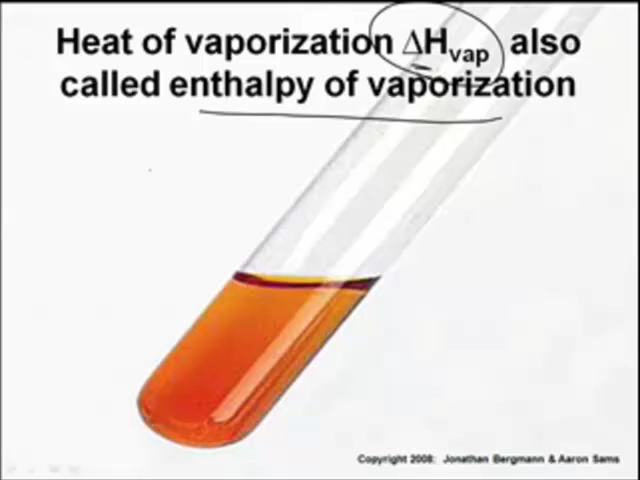 Heat of vaporization ΔHvap also
called enthalpy of vaporization
Copyright 2008: Jonathan Bergmann & Aaron Sams